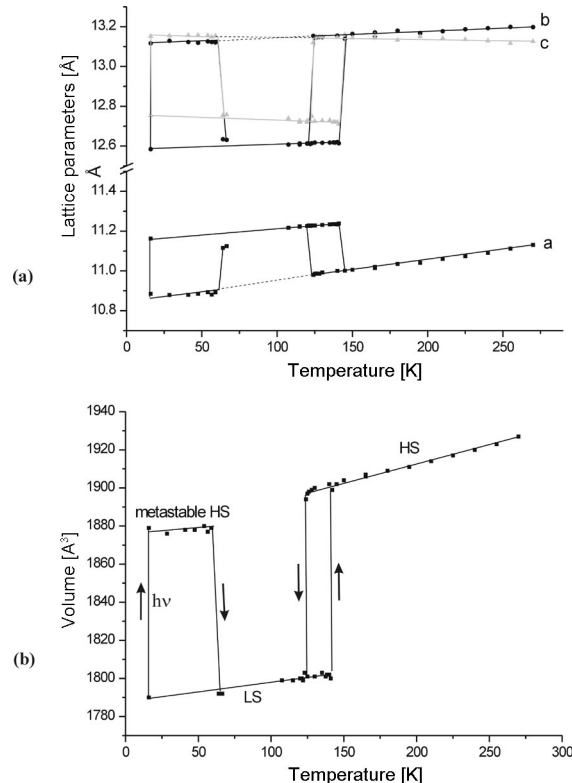 (a)
Lattice parameters [Å]
13.2
12.8
12.6
Å
11.4
11.2
11.0
10.8
b
c
a
0 50 100 150 200 250
Temperature [K]
(b)
Volume [A³]
1940
1920
1900
1880
1860
1840
1820
1800
1780
HS
metastable HS
hν
LS
0 50 100 150 200 250 300
Temperature [K]